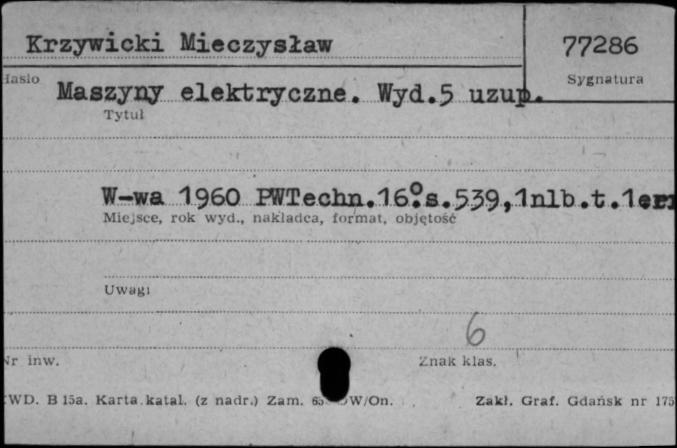 Krzywicki Mieczysław 77286
Hasło Sygnatura
Maszyny elektryczne. Wyd.5 uzup.
Tytuł
W-wa 1960 PWTechn.16°.s.539,1nlb.t.1
Miejsce, rok wyd., nakładca, format, objętość
Uwagi
6
Nr inw. Znak klas.
WD. B 15a. Karta katal. (z nadr.) Zam. W/On. Zakł. Graf. Gdańsk nr 175